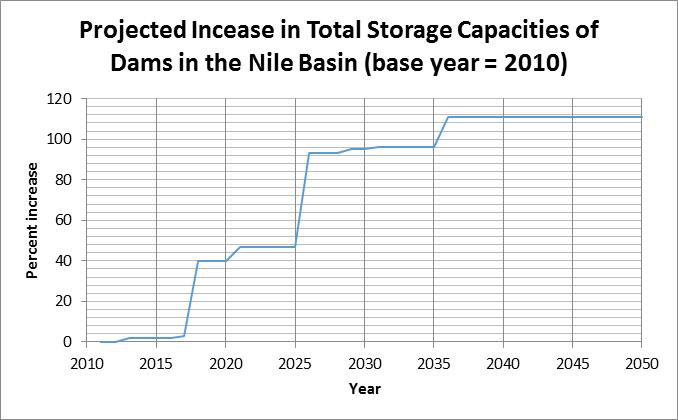 Projected Incease in Total Storage Capacities of
Dams in the Nile Basin (base year = 2010)
120
100
80
60
40
20
0
Percent increase
2010 2015 2020 2025 2030 2035 2040 2045 2050
Year